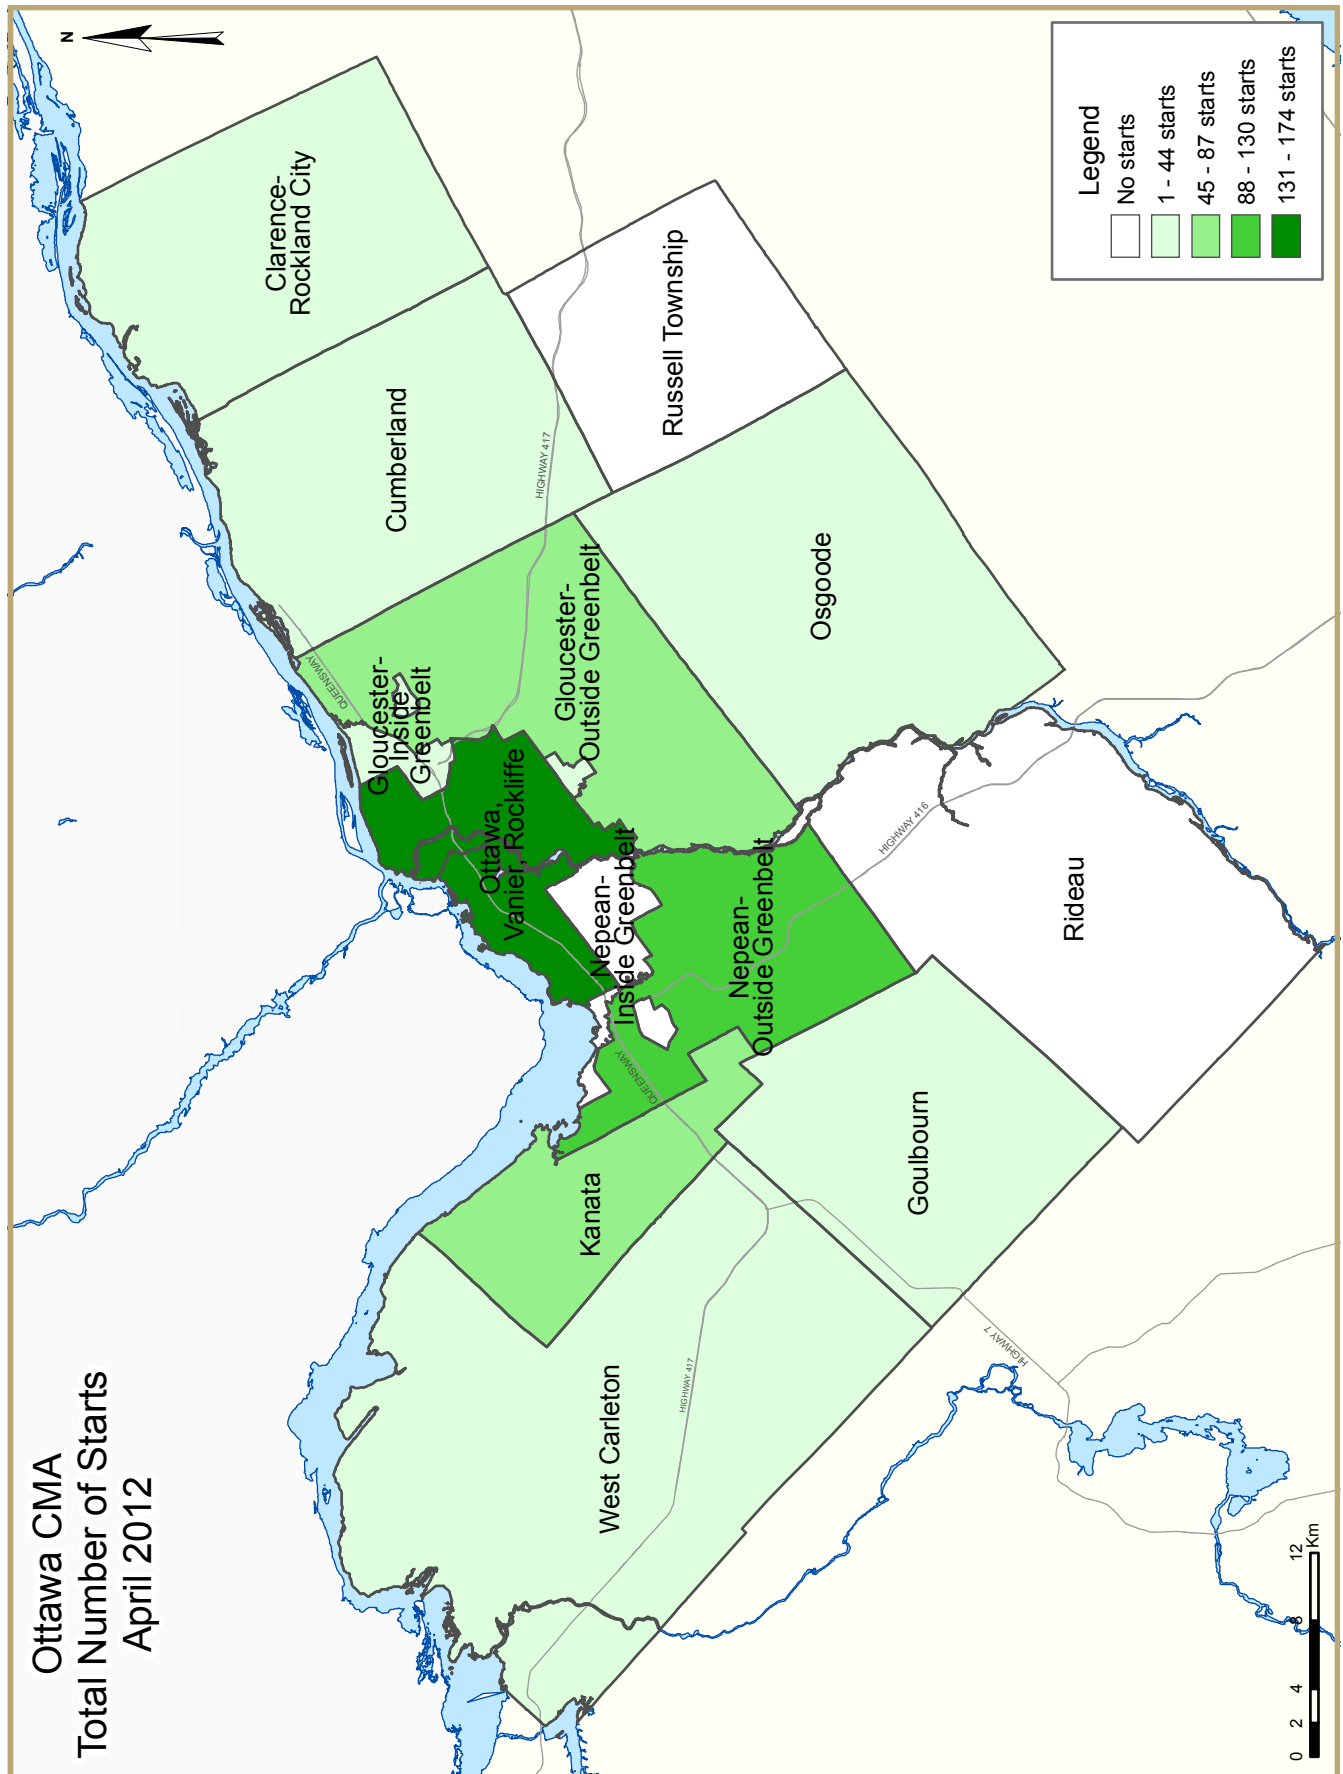 Ottawa CMA
Total Number of Starts
April 2012
N
Clarence-
Rockland City
Cumberland
Russell Township
HIGHWAY 417
QUEENSWAY
Gloucester-
Inside
Greenbelt
Gloucester-
Outside Greenbelt
Osgoode
Ottawa,
Vanier, Rockliffe
Nepean-
Inside Greenbelt
Nepean-
Outside Greenbelt
HIGHWAY 416
Rideau
QUEENSWAY
Kanata
Goulbourn
West Carleton
HIGHWAY 417
HIGHWAY 7
Legend
No starts
1 - 44 starts
45 - 87 starts
88 - 130 starts
131 - 174 starts
0 2 4 8 12
Km